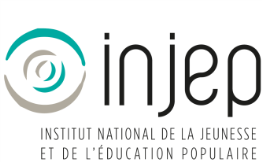 injep
INSTITUT NATIONAL DE LA JEUNESSE
ET DE L'ÉDUCATION POPULAIRE